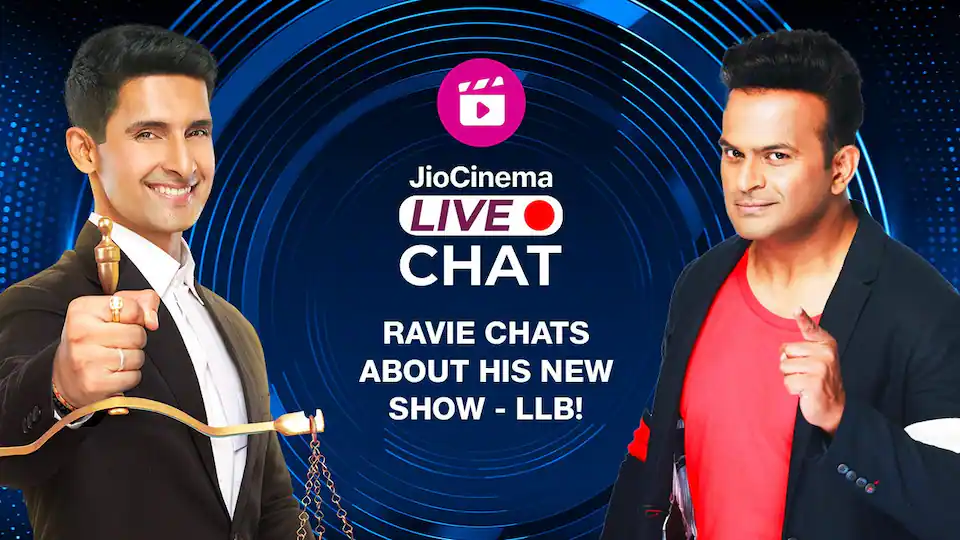 JioCinema
LIVE
CHAT
RAVIE CHATS
ABOUT HIS NEW
SHOW - LLB!